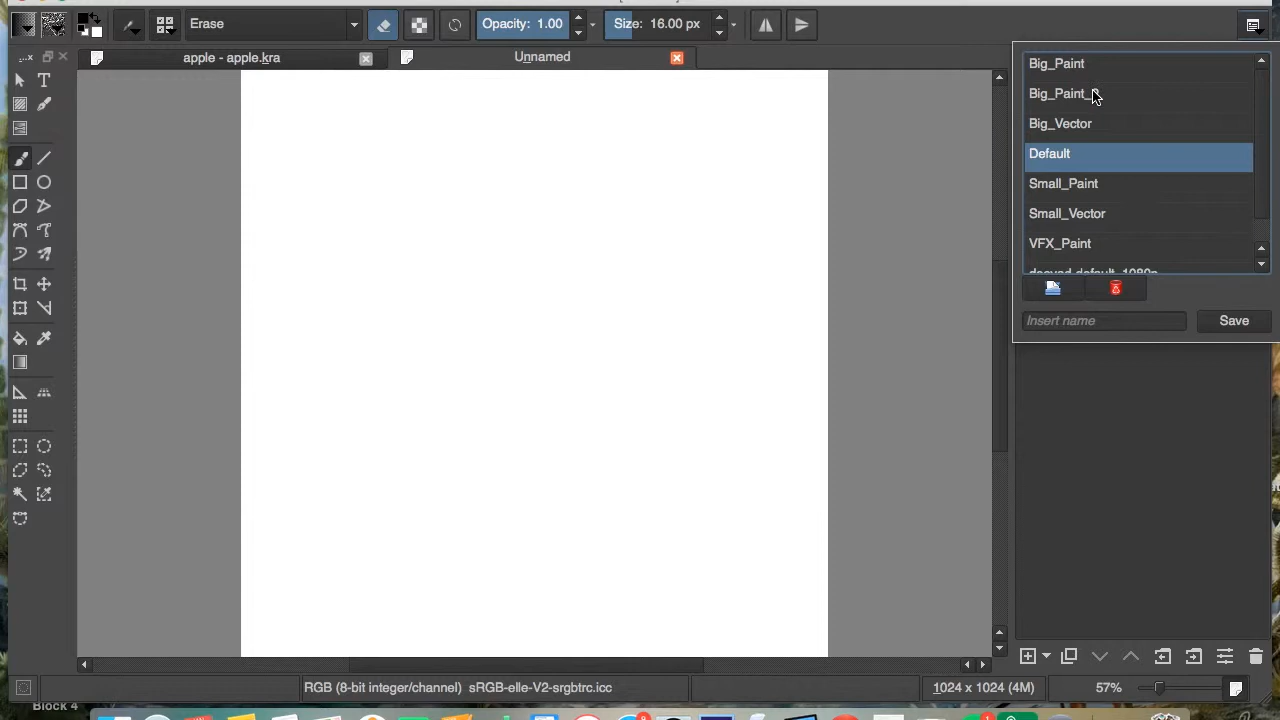 Erase
Opacity: 1.00
Size: 16.00 px
apple - apple.kra
Unnamed
Big_Paint
Big_Paint_
Big_Vector
Default
Small_Paint
Small_Vector
VFX_Paint
Insert name
Save
RGB (8-bit integer/channel) sRGB-elle-V2-srgbtrc.icc
1024 x 1024 (4M)
57%
Block 4